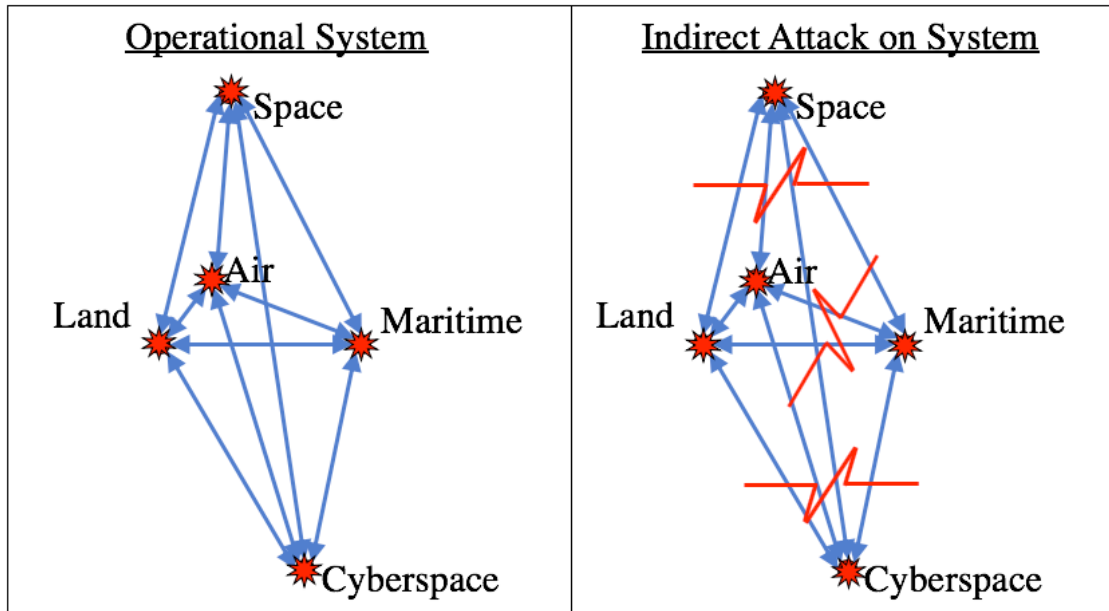 Operational System
Space
Air
Land
Maritime
Cyberspace
Indirect Attack on System
Space
Air
Land
Maritime
Cyberspace